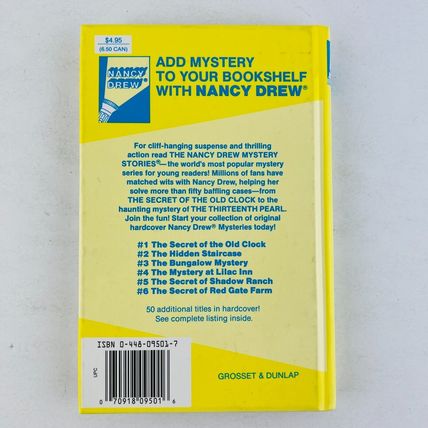 $4.95
(6.50 CAN)
NANCY
DREW®
ADD MYSTERY
TO YOUR BOOKSHELF
WITH NANCY DREW®
For cliff-hanging suspense and thrilling
action read THE NANCY DREW MYSTERY
STORIES®—the world's most popular mystery
series for young readers! Millions of fans have
matched wits with Nancy Drew, helping her
solve more than fifty baffling cases—from
THE SECRET OF THE OLD CLOCK to the
haunting mystery of THE THIRTEENTH PEARL.
Join the fun! Start your collection of original
hardcover Nancy Drew® Mysteries today!
#1 The Secret of the Old Clock
#2 The Hidden Staircase
#3 The Bungalow Mystery
#4 The Mystery at Lilac Inn
#5 The Secret of Shadow Ranch
#6 The Secret of Red Gate Farm
50 additional titles in hardcover!
See complete listing inside.
ISBN 0-448-09501-7
UPC
0 70918 09501 6
GROSSET & DUNLAP